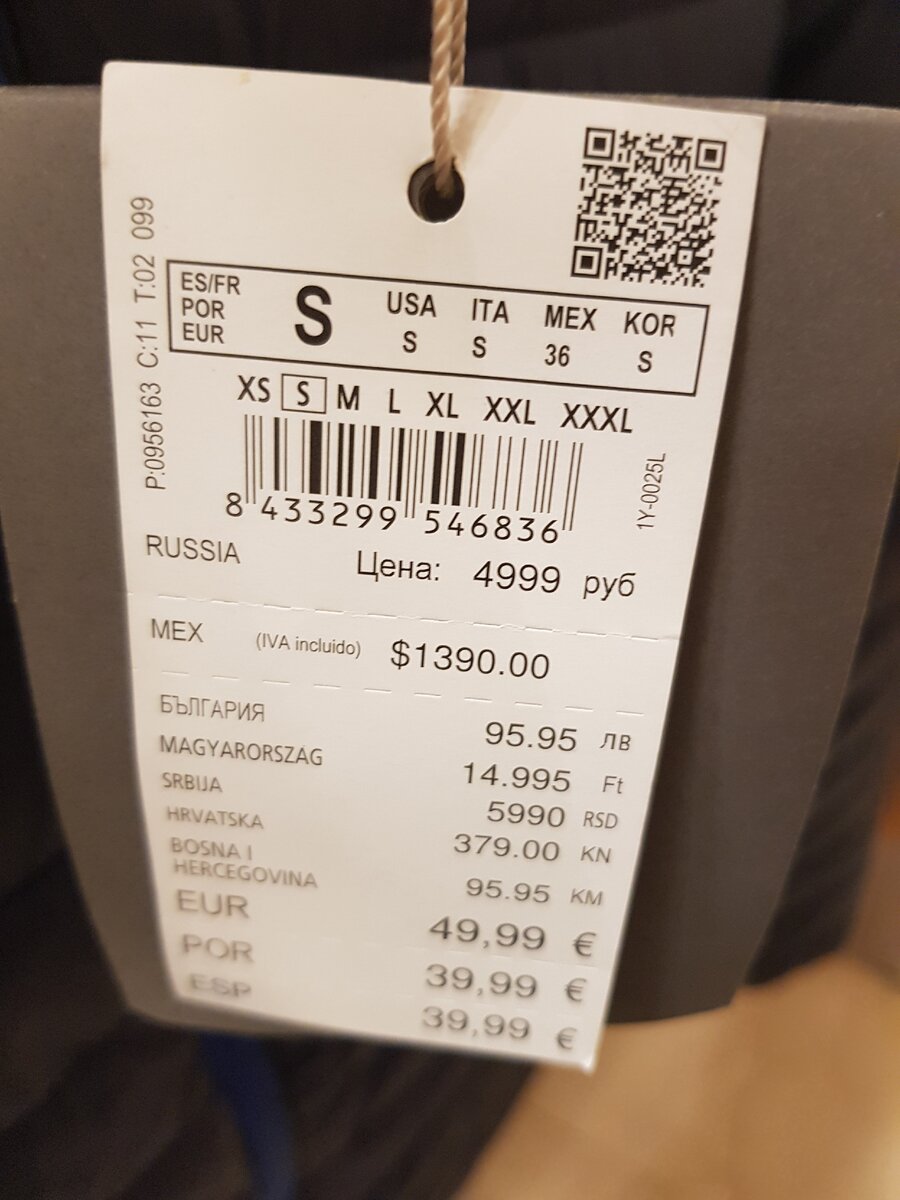 P:0956163 C:11 T:02 099
ES/FR
POR
EUR
S
USA ITA MEX KOR
S S 36 S
XS S M L XL XXL XXXL
8 433299 546836
1Y-0025L
RUSSIA Цена: 4999 руб
MEX (IVA incluido) $1390.00
БЪЛГАРИЯ 95.95 ЛВ
MAGYARORSZAG 14.995 Ft
SRBIJA 5990 RSD
HRVATSKA 379.00 KN
BOSNA I
HERCEGOVINA 95.95 KM
EUR 49,99 €
POR 39,99 €
ESP 39,99 €